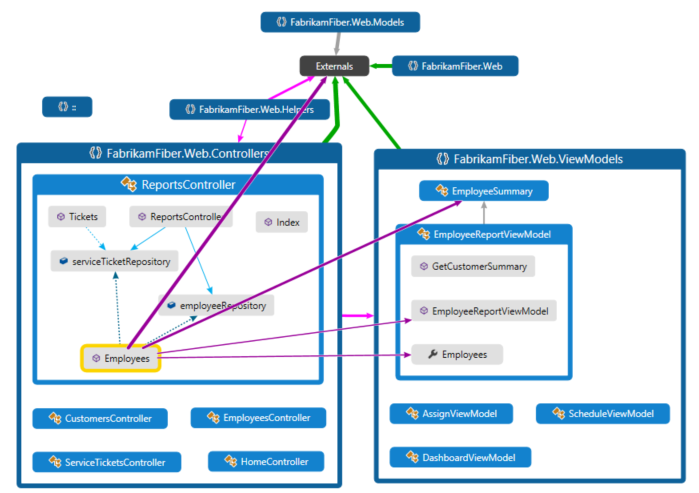 FabrikamFiber.Web.Models
Externals
FabrikamFiber.Web
::
FabrikamFiber.Web.Helpers
FabrikamFiber.Web.Controllers
FabrikamFiber.Web.ViewModels
ReportsController
EmployeeSummary
Tickets
ReportsController
Index
EmployeeReportViewModel
serviceTicketRepository
GetCustomerSummary
employeeRepository
EmployeeReportViewModel
Employees
Employees
CustomersController
EmployeesController
AssignViewModel
ScheduleViewModel
ServiceTicketsController
HomeController
DashboardViewModel